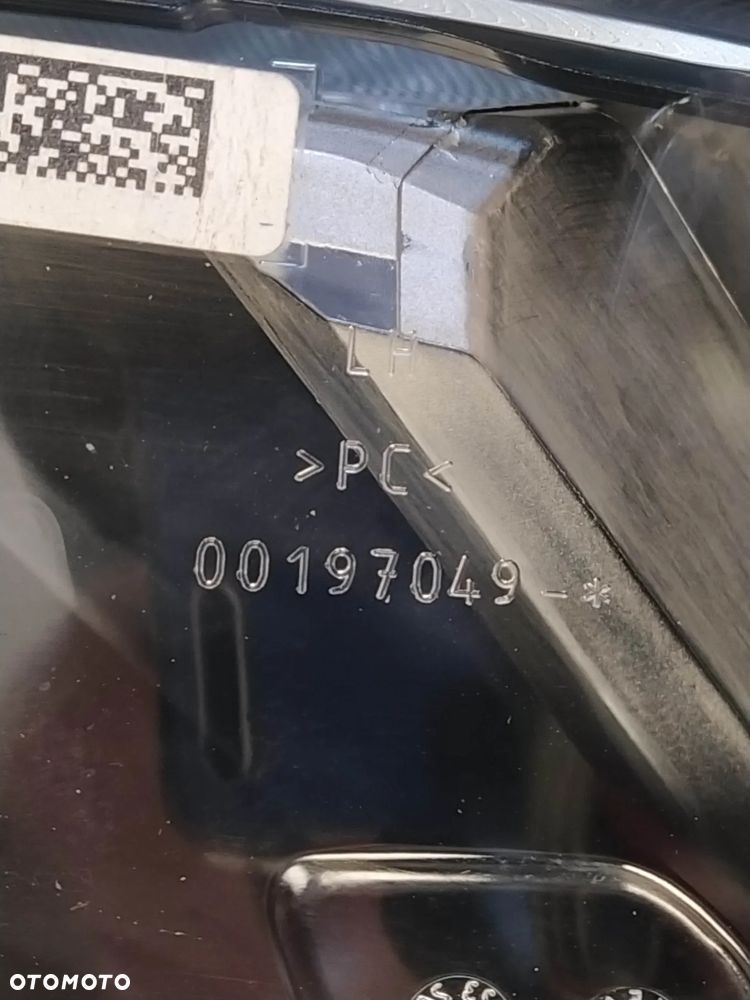 LH
>PC<
00197049-*
OTOMOTO